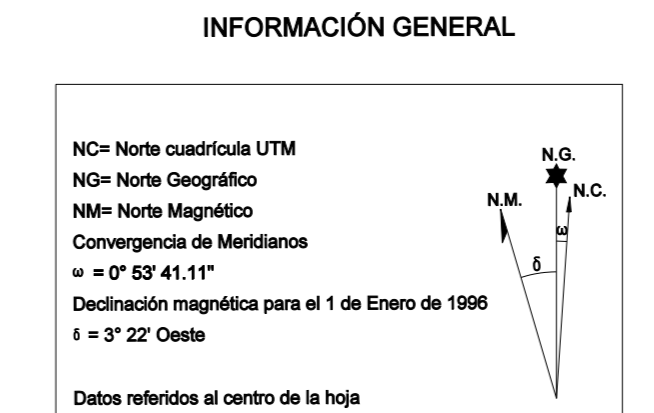 INFORMACIÓN GENERAL
NC= Norte cuadrícula UTM
NG= Norte Geográfico
NM= Norte Magnético
Convergencia de Meridianos
ω = 0° 53' 41.11"
Declinación magnética para el 1 de Enero de 1996
δ = 3° 22' Oeste
Datos referidos al centro de la hoja
N.G.
N.M.
N.C.
ω
δ